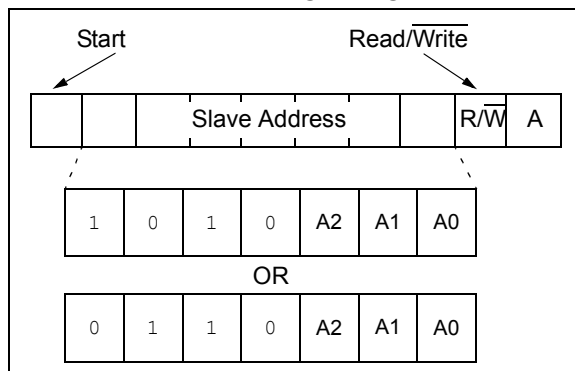 Start Read/Write
Slave Address R/W A
1 0 1 0 A2 A1 A0
OR
0 1 1 0 A2 A1 A0